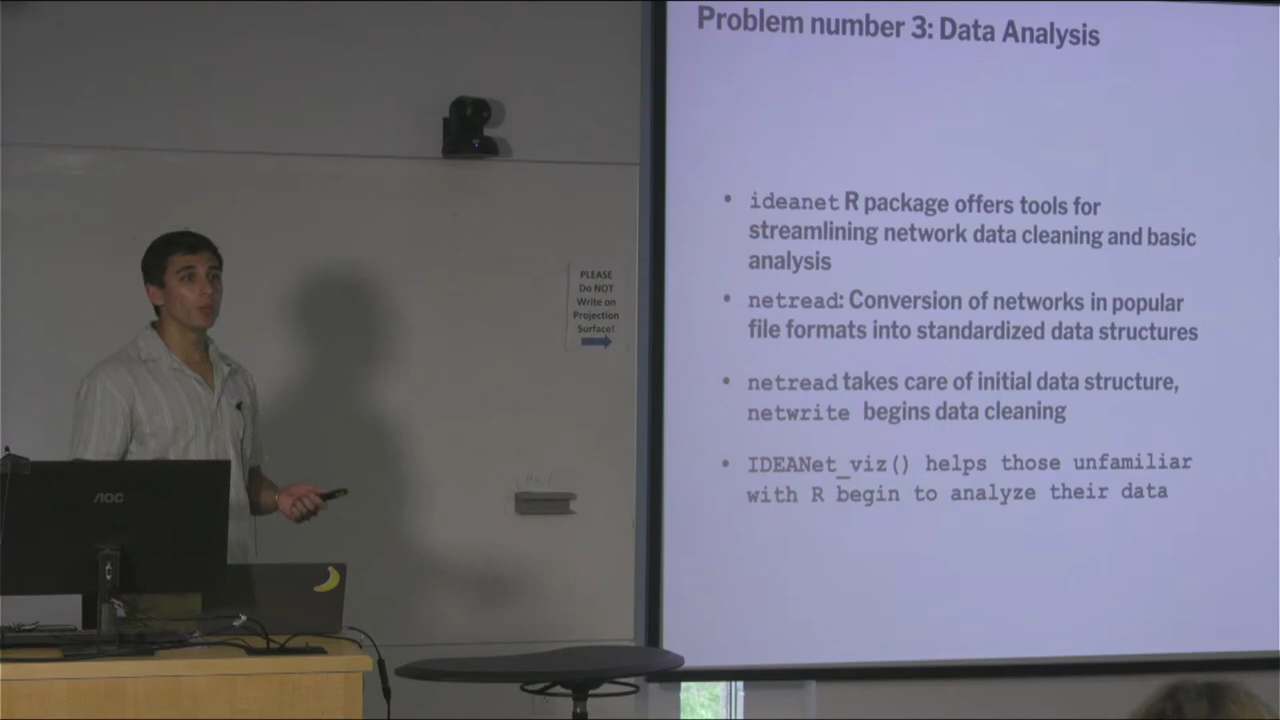 Problem number 3: Data Analysis
• ideanet R package offers tools for
streamlining network data cleaning and basic
analysis
• netread: Conversion of networks in popular
file formats into standardized data structures
• netread takes care of initial data structure,
netwrite begins data cleaning
• IDEANet_viz() helps those unfamiliar
with R begin to analyze their data
PLEASE
Do NOT
Write on
Projection
Surface!
AOC